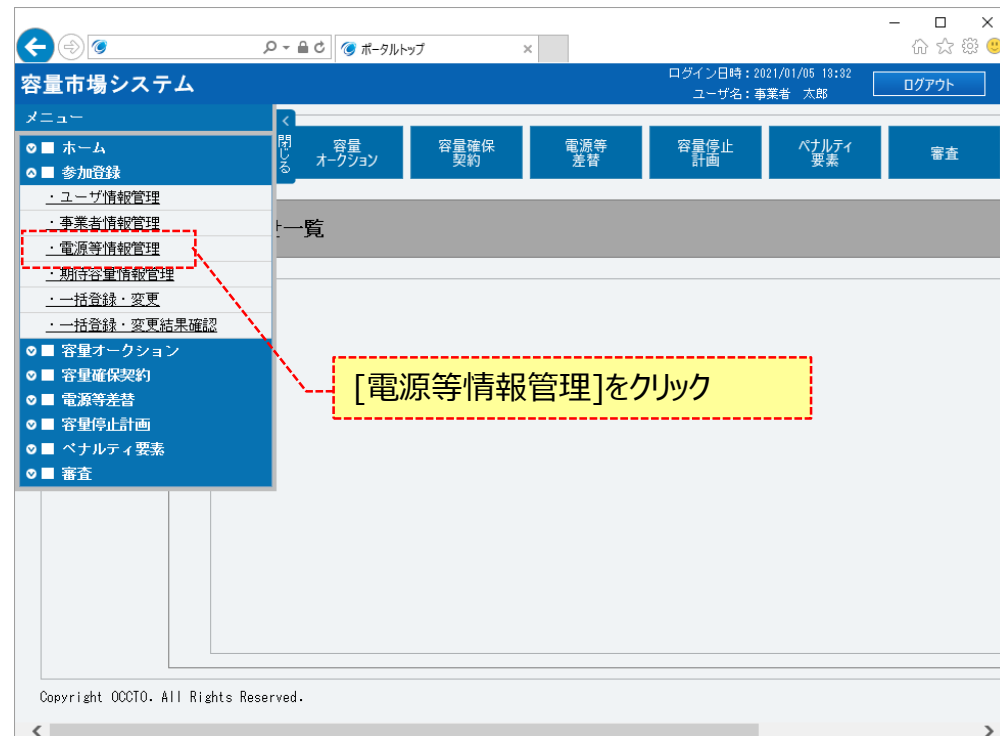 ポータルトップ
容量市場システム
ログイン日時：2021/01/05 13:32
ユーザ名：事業者　太郎
ログアウト
メニュー
閉じる
ホーム
参加登録
・ユーザ情報管理
・事業者情報管理
・電源等情報管理
・期待容量情報管理
・一括登録・変更
・一括登録・変更結果確認
容量オークション
容量確保契約
電源等差替
容量停止計画
ペナルティ要素
審査
容量
オークション
容量確保
契約
電源等
差替
容量停止
計画
ペナルティ
要素
審査
一覧
[電源等情報管理]をクリック
Copyright OCCTO. All Rights Reserved.